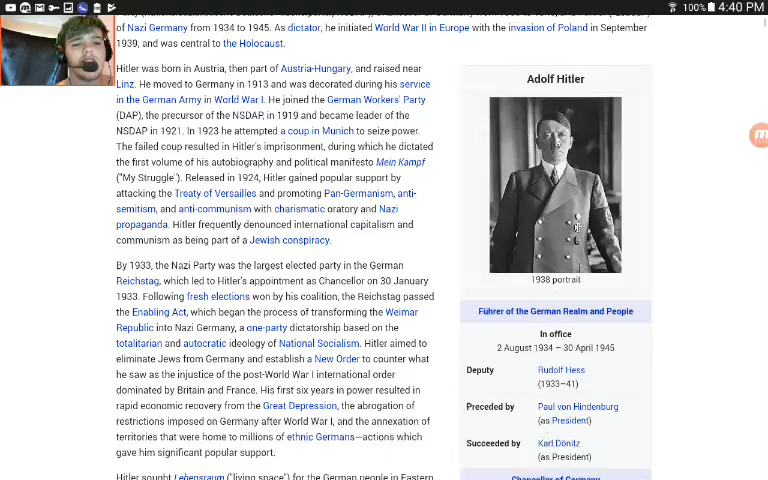 100% 4:40 PM
of Nazi Germany from 1934 to 1945. As dictator, he initiated World War II in Europe with the invasion of Poland in September
1939, and was central to the Holocaust.
Hitler was born in Austria, then part of Austria-Hungary, and raised near
Linz. He moved to Germany in 1913 and was decorated during his service
in the German Army in World War I. He joined the German Workers' Party
(DAP), the precursor of the NSDAP, in 1919 and became leader of the
NSDAP in 1921. In 1923 he attempted a coup in Munich to seize power.
The failed coup resulted in Hitler's imprisonment, during which he dictated
the first volume of his autobiography and political manifesto Mein Kampf
("My Struggle"). Released in 1924, Hitler gained popular support by
attacking the Treaty of Versailles and promoting Pan-Germanism, anti-
semitism, and anti-communism with charismatic oratory and Nazi
propaganda. Hitler frequently denounced international capitalism and
communism as being part of a Jewish conspiracy.
By 1933, the Nazi Party was the largest elected party in the German
Reichstag, which led to Hitler's appointment as Chancellor on 30 January
1933. Following fresh elections won by his coalition, the Reichstag passed
the Enabling Act, which began the process of transforming the Weimar
Republic into Nazi Germany, a one-party dictatorship based on the
totalitarian and autocratic ideology of National Socialism. Hitler aimed to
eliminate Jews from Germany and establish a New Order to counter what
he saw as the injustice of the post-World War I international order
dominated by Britain and France. His first six years in power resulted in
rapid economic recovery from the Great Depression, the abrogation of
restrictions imposed on Germany after World War I, and the annexation of
territories that were home to millions of ethnic Germans—actions which
gave him significant popular support.
Hitler sought Lebensraum ("living space") for the German people in Eastern
Adolf Hitler
1938 portrait
Führer of the German Realm and People
In office
2 August 1934 – 30 April 1945
Deputy Rudolf Hess
(1933–41)
Preceded by Paul von Hindenburg
(as President)
Succeeded by Karl Dönitz
(as President)
Chancellor of Germany